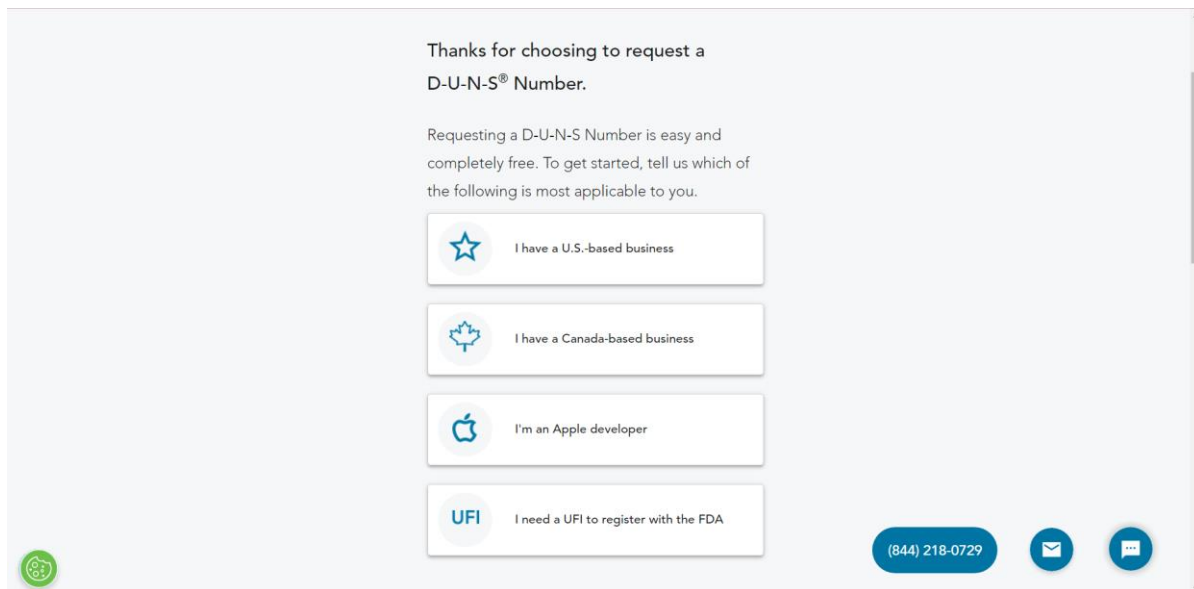 Thanks for choosing to request a
D-U-N-S® Number.
Requesting a D-U-N-S Number is easy and
completely free. To get started, tell us which of
the following is most applicable to you.
I have a U.S.-based business
I have a Canada-based business
I'm an Apple developer
UFI I need a UFI to register with the FDA
(844) 218-0729